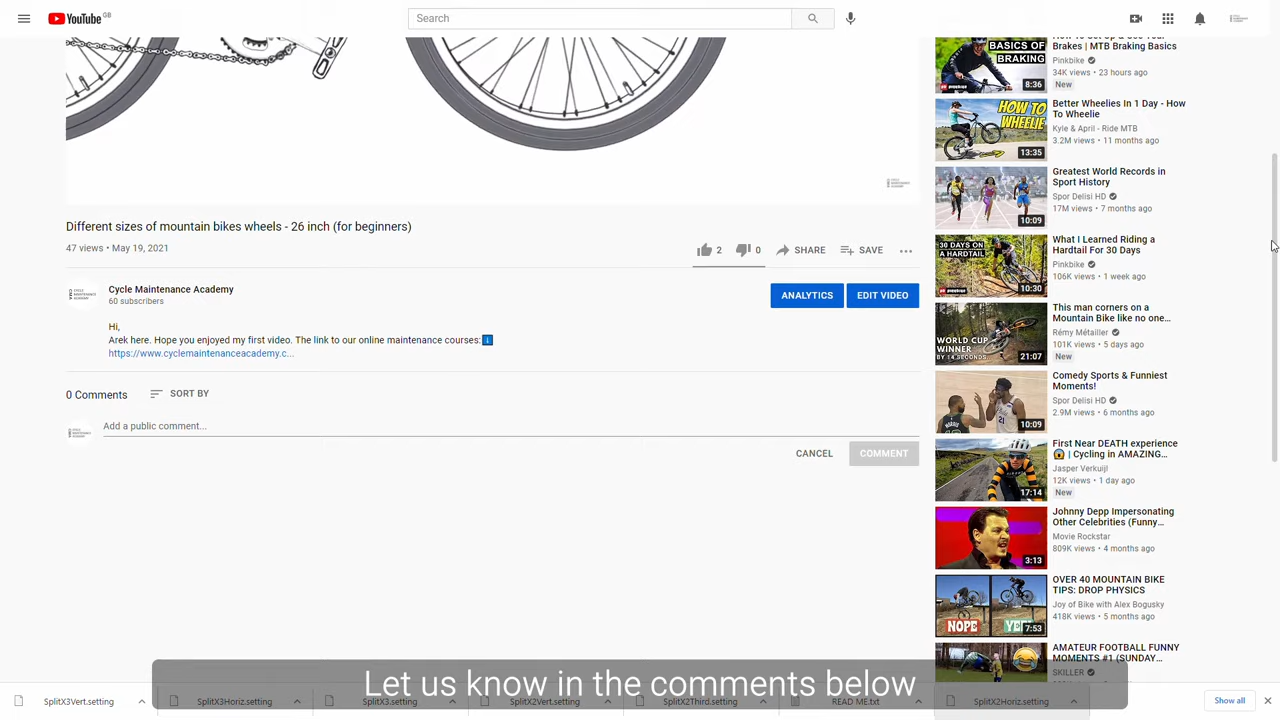 YouTube GB
Search
Different sizes of mountain bikes wheels - 26 inch (for beginners)
47 views • May 19, 2021
2
0
SHARE
SAVE
Cycle Maintenance Academy
60 subscribers
ANALYTICS
EDIT VIDEO
Hi,
Arek here. Hope you enjoyed my first video. The link to our online maintenance courses:
https://www.cyclemaintenanceacademy.c...
0 Comments
SORT BY
Add a public comment...
CANCEL
COMMENT
BASICS OF
BRAKING
8:36
Brakes | MTB Braking Basics
Pinkbike
34K views • 23 hours ago
New
HOW TO
WHEELIE
13:35
Better Wheelies In 1 Day - How
To Wheelie
Kyle & April - Ride MTB
3.2M views • 11 months ago
10:09
Greatest World Records in
Sport History
Spor Delisi HD
17M views • 7 months ago
30 DAYS ON
A HARDTAIL
10:30
What I Learned Riding a
Hardtail For 30 Days
Pinkbike
106K views • 1 week ago
WORLD CUP
WINNER
BY 14 SECONDS...
21:07
This man corners on a
Mountain Bike like no one...
Rémy Métailler
101K views • 5 days ago
New
10:09
Comedy Sports & Funniest
Moments!
Spor Delisi HD
2.9M views • 6 months ago
17:14
First Near DEATH experience
| Cycling in AMAZING...
Jasper Verkuijl
12K views • 1 day ago
New
3:13
Johnny Depp Impersonating
Other Celebrities (Funny...
Movie Rockstar
809K views • 4 months ago
NOPE
7:53
OVER 40 MOUNTAIN BIKE
TIPS: DROP PHYSICS
Joy of Bike with Alex Bogusky
418K views • 5 months ago
AMATEUR FOOTBALL FUNNY
MOMENTS #1 (SUNDAY...
SKILLER
Let us know in the comments below
SplitX3Vert.setting
SplitX3Horiz.setting
SplitX3.setting
SplitX2Vert.setting
SplitX2Third.setting
READ ME.txt
SplitX2Horiz.setting
Show all